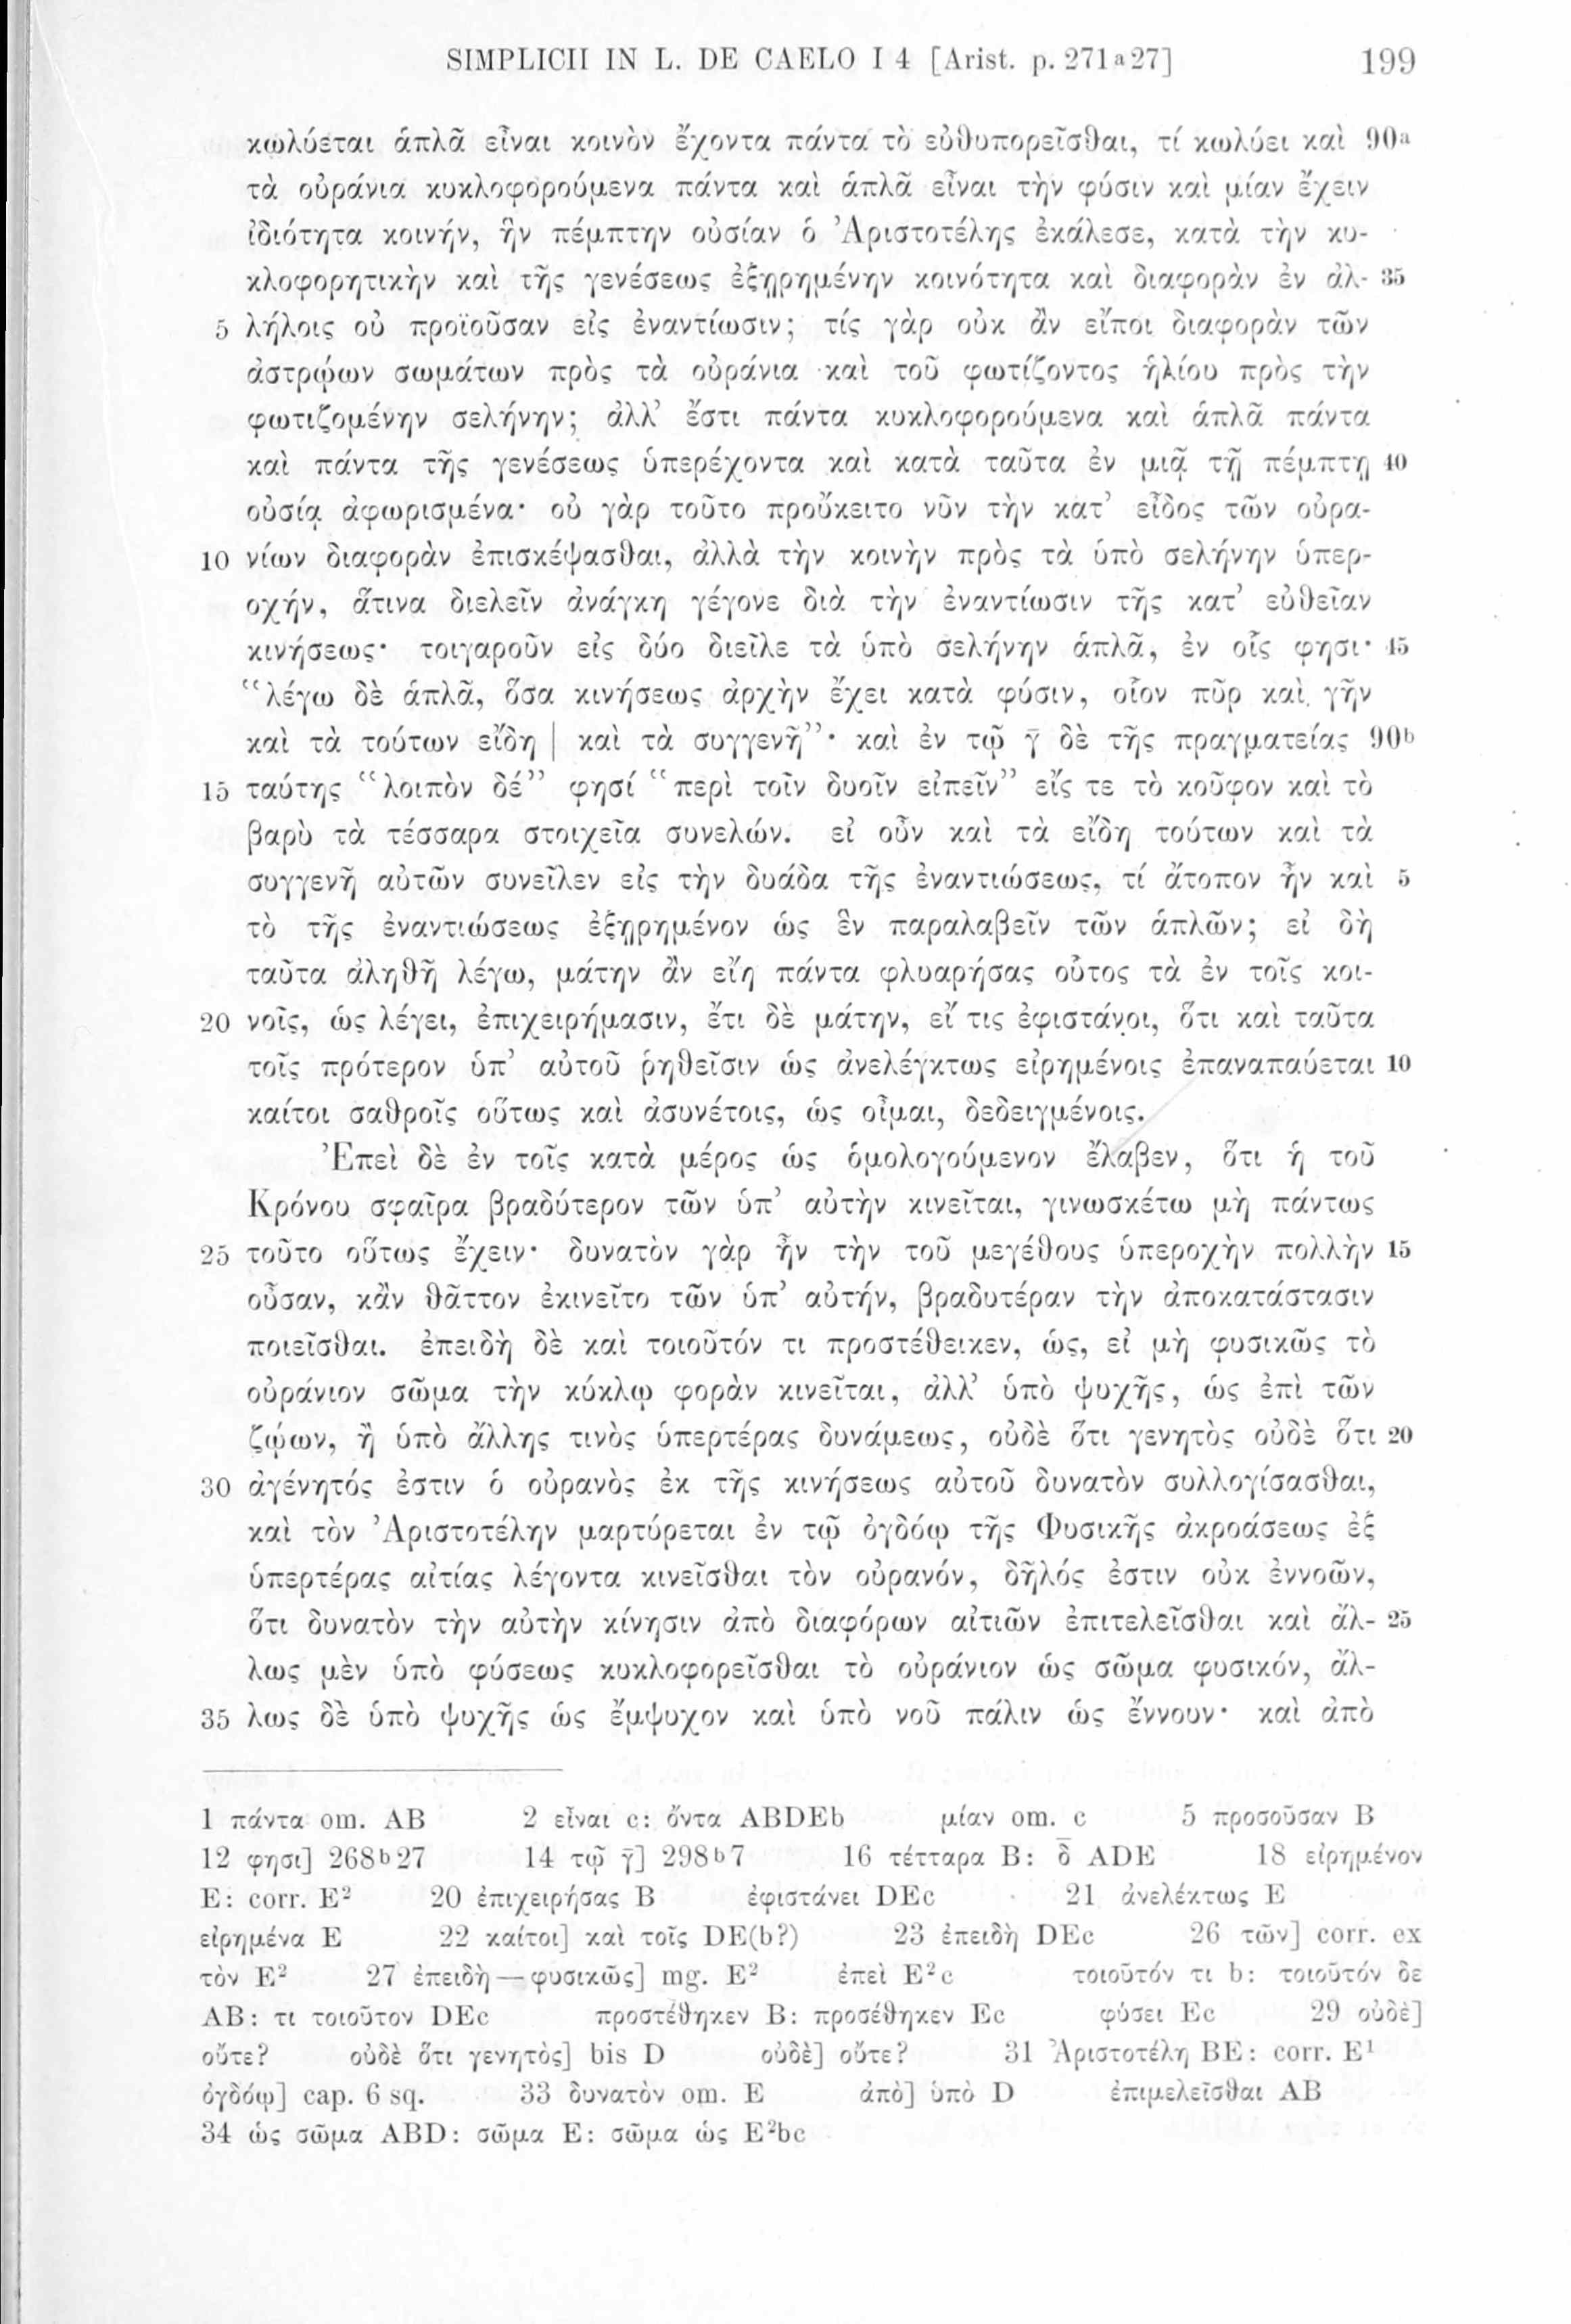 SIMPLICII IN L. DE CAELO I 4 [Arist. p. 271ᵃ27] 199
κωλύεται ἁπλᾶ εἶναι κοινὸν ἔχοντα πάντα τὸ εὐθυπορεῖσθαι, τί κωλύει καὶ 90ᵃ
τὰ οὐράνια κυκλοφορούμενα πάντα καὶ ἁπλᾶ εἶναι τὴν φύσιν καὶ μίαν ἔχειν
ἰδιότητα κοινήν, ἣν πέμπτην οὐσίαν ὁ Ἀριστοτέλης ἐκάλεσε, κατὰ τὴν κυ-
κλοφορητικὴν καὶ τῆς γενέσεως ἐξῃρημένην κοινότητα καὶ διαφορὰν ἐν ἀλ- 35
5 λήλοις οὐ προϊοῦσαν εἰς ἐναντίωσιν; τίς γὰρ οὐκ ἂν εἴποι διαφορὰν τῶν
ἀστρῴων σωμάτων πρὸς τὰ οὐράνια καὶ τοῦ φωτίζοντος ἡλίου πρὸς τὴν
φωτιζομένην σελήνην; ἀλλ’ ἔστι πάντα κυκλοφορούμενα καὶ ἁπλᾶ πάντα
καὶ πάντα τῆς γενέσεως ὑπερέχοντα καὶ κατὰ ταῦτα ἐν μιᾷ τῇ πέμπτῃ 40
οὐσίᾳ ἀφωρισμένα· οὐ γὰρ τοῦτο προὔκειτο νῦν τὴν κατ’ εἶδος τῶν οὐρα-
10 νίων διαφορὰν ἐπισκέψασθαι, ἀλλὰ τὴν κοινὴν πρὸς τὰ ὑπὸ σελήνην ὑπερ-
οχήν, ἅτινα διελεῖν ἀνάγκη γέγονε διὰ τὴν ἐναντίωσιν τῆς κατ’ εὐθεῖαν
κινήσεως· τοιγαροῦν εἰς δύο διεῖλε τὰ ὑπὸ σελήνην ἁπλᾶ, ἐν οἷς φησι· 45
“λέγω δὲ ἁπλᾶ, ὅσα κινήσεως ἀρχὴν ἔχει κατὰ φύσιν, οἷον πῦρ καὶ γῆν
καὶ τὰ τούτων εἴδη | καὶ τὰ συγγενῆ”· καὶ ἐν τῷ γ̄ δὲ τῆς πραγματείας 90ᵇ
15 ταύτης “λοιπὸν δέ” φησί “περὶ τοῖν δυοῖν εἰπεῖν” εἴς τε τὸ κοῦφον καὶ τὸ
βαρὺ τὰ τέσσαρα στοιχεῖα συνελών. εἰ οὖν καὶ τὰ εἴδη τούτων καὶ τὰ
συγγενῆ αὐτῶν συνεῖλεν εἰς τὴν δυάδα τῆς ἐναντιώσεως, τί ἄτοπον ἦν καὶ 5
τὸ τῆς ἐναντιώσεως ἐξῃρημένον ὡς ἓν παραλαβεῖν τῶν ἁπλῶν; εἰ δὴ
ταῦτα ἀληθῆ λέγω, μάτην ἂν εἴη πάντα φλυαρήσας οὗτος τὰ ἐν τοῖς κοι-
20 νοῖς, ὡς λέγει, ἐπιχειρήμασιν, ἔτι δὲ μάτην, εἴ τις ἐφιστάνοι, ὅτι καὶ ταῦτα
τοῖς πρότερον ὑπ’ αὐτοῦ ῥηθεῖσιν ὡς ἀνελέγκτως εἰρημένοις ἐπαναπαύεται 10
καίτοι σαθροῖς οὕτως καὶ ἀσυνέτοις, ὡς οἶμαι, δεδειγμένοις.
Ἐπεὶ δὲ ἐν τοῖς κατὰ μέρος ὡς ὁμολογούμενον ἔλαβεν, ὅτι ἡ τοῦ
Κρόνου σφαῖρα βραδύτερον τῶν ὑπ’ αὐτὴν κινεῖται, γινωσκέτω μὴ πάντως
25 τοῦτο οὕτως ἔχειν· δυνατὸν γὰρ ἦν τὴν τοῦ μεγέθους ὑπεροχὴν πολλὴν 15
οὖσαν, κἂν θᾶττον ἐκινεῖτο τῶν ὑπ’ αὐτήν, βραδυτέραν τὴν ἀποκατάστασιν
ποιεῖσθαι. ἐπειδὴ δὲ καὶ τοιοῦτόν τι προστέθεικεν, ὡς, εἰ μὴ φυσικῶς τὸ
οὐράνιον σῶμα τὴν κύκλῳ φορὰν κινεῖται, ἀλλ’ ὑπὸ ψυχῆς, ὡς ἐπὶ τῶν
ζῴων, ἢ ὑπὸ ἄλλης τινὸς ὑπερτέρας δυνάμεως, οὐδὲ ὅτι γενητὸς οὐδὲ ὅτι 20
30 ἀγένητός ἐστιν ὁ οὐρανὸς ἐκ τῆς κινήσεως αὐτοῦ δυνατὸν συλλογίσασθαι,
καὶ τὸν Ἀριστοτέλην μαρτύρεται ἐν τῷ ὀγδόῳ τῆς Φυσικῆς ἀκροάσεως ἐξ
ὑπερτέρας αἰτίας λέγοντα κινεῖσθαι τὸν οὐρανόν, δῆλός ἐστιν οὐκ ἐννοῶν,
ὅτι δυνατὸν τὴν αὐτὴν κίνησιν ἀπὸ διαφόρων αἰτιῶν ἐπιτελεῖσθαι καὶ ἄλ- 25
λως μὲν ὑπὸ φύσεως κυκλοφορεῖσθαι τὸ οὐράνιον ὡς σῶμα φυσικόν, ἄλ-
35 λως δὲ ὑπὸ ψυχῆς ὡς ἔμψυχον καὶ ὑπὸ νοῦ πάλιν ὡς ἔννουν· καὶ ἀπὸ
1 πάντα om. AB 2 εἶναι c: ὄντα ABDEb μίαν om. c 5 προσοῦσαν B
12 φησι] 268ᵇ27 14 τῷ γ̄] 298ᵇ7 16 τέτταρα B: δ̄ ADE 18 εἰρημένον
E: corr. E² 20 ἐπιχειρήσας B ἐφιστάνει DEc 21 ἀνελέκτως E
εἰρημένα E 22 καίτοι] καὶ τοῖς DE(b?) 23 ἐπειδὴ DEc 26 τῶν] corr. ex
τὸν E² 27 ἐπειδὴ — φυσικῶς] mg. E² ἐπεὶ E²c τοιοῦτόν τι b: τοιοῦτόν δε
AB: τι τοιοῦτον DEc προστέθηκεν B: προσέθηκεν Ec φύσει Ec 29 οὐδὲ]
οὔτε? οὐδὲ ὅτι γενητὸς] bis D οὐδὲ] οὔτε? 31 Ἀριστοτέλη BE: corr. E¹
ὀγδόῳ] cap. 6 sq. 33 δυνατὸν om. E ἀπὸ] ὑπὸ D ἐπιμελεῖσθαι AB
34 ὡς σῶμα ABD: σῶμα E: σῶμα ὡς E²bc